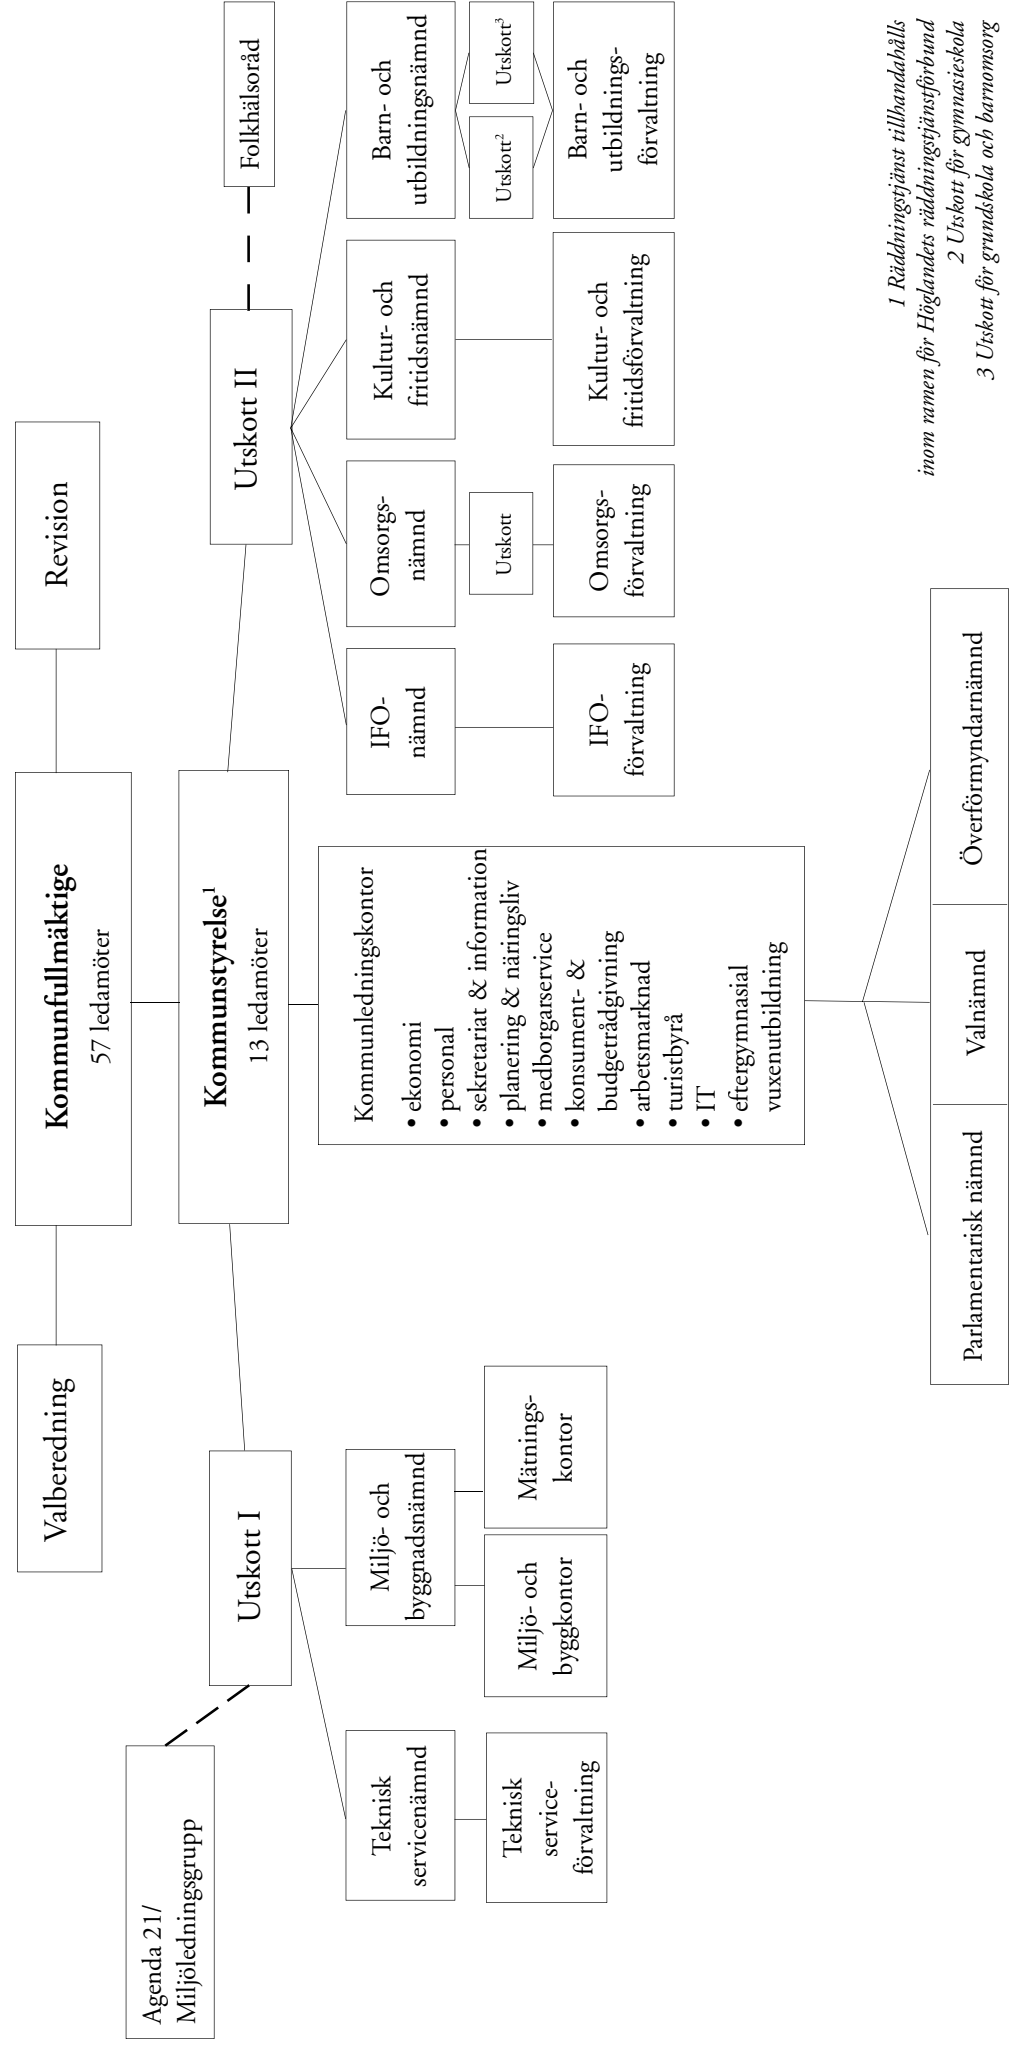 Valberedning
Kommunfullmäktige
57 ledamöter
Revision
Agenda 21/
Miljöledningsgrupp
Kommunstyrelse¹
13 ledamöter
Utskott I
Utskott II
Folkhälsoråd
Teknisk
servicenämnd
Miljö- och
byggnadsnämnd
Kommunledningskontor
• ekonomi
• personal
• sekretariat & information
• planering & näringsliv
• medborgarservice
• konsument- &
budgetrådgivning
• arbetsmarknad
• turistbyrå
• IT
• eftergymnasial
vuxenutbildning
IFO-
nämnd
Omsorgs-
nämnd
Kultur- och
fritidsnämnd
Barn- och
utbildningsnämnd
Utskott
Utskott²
Utskott³
Teknisk
service-
förvaltning
Miljö- och
byggkontor
Mätnings-
kontor
IFO-
förvaltning
Omsorgs-
förvaltning
Kultur- och
fritidsförvaltning
Barn- och
utbildnings-
förvaltning
Parlamentarisk nämnd
Valnämnd
Överförmyndarnämnd
1 Räddningstjänst tillhandahålls
inom ramen för Höglandets räddningstjänstförbund
2 Utskott för gymnasieskola
3 Utskott för grundskola och barnomsorg